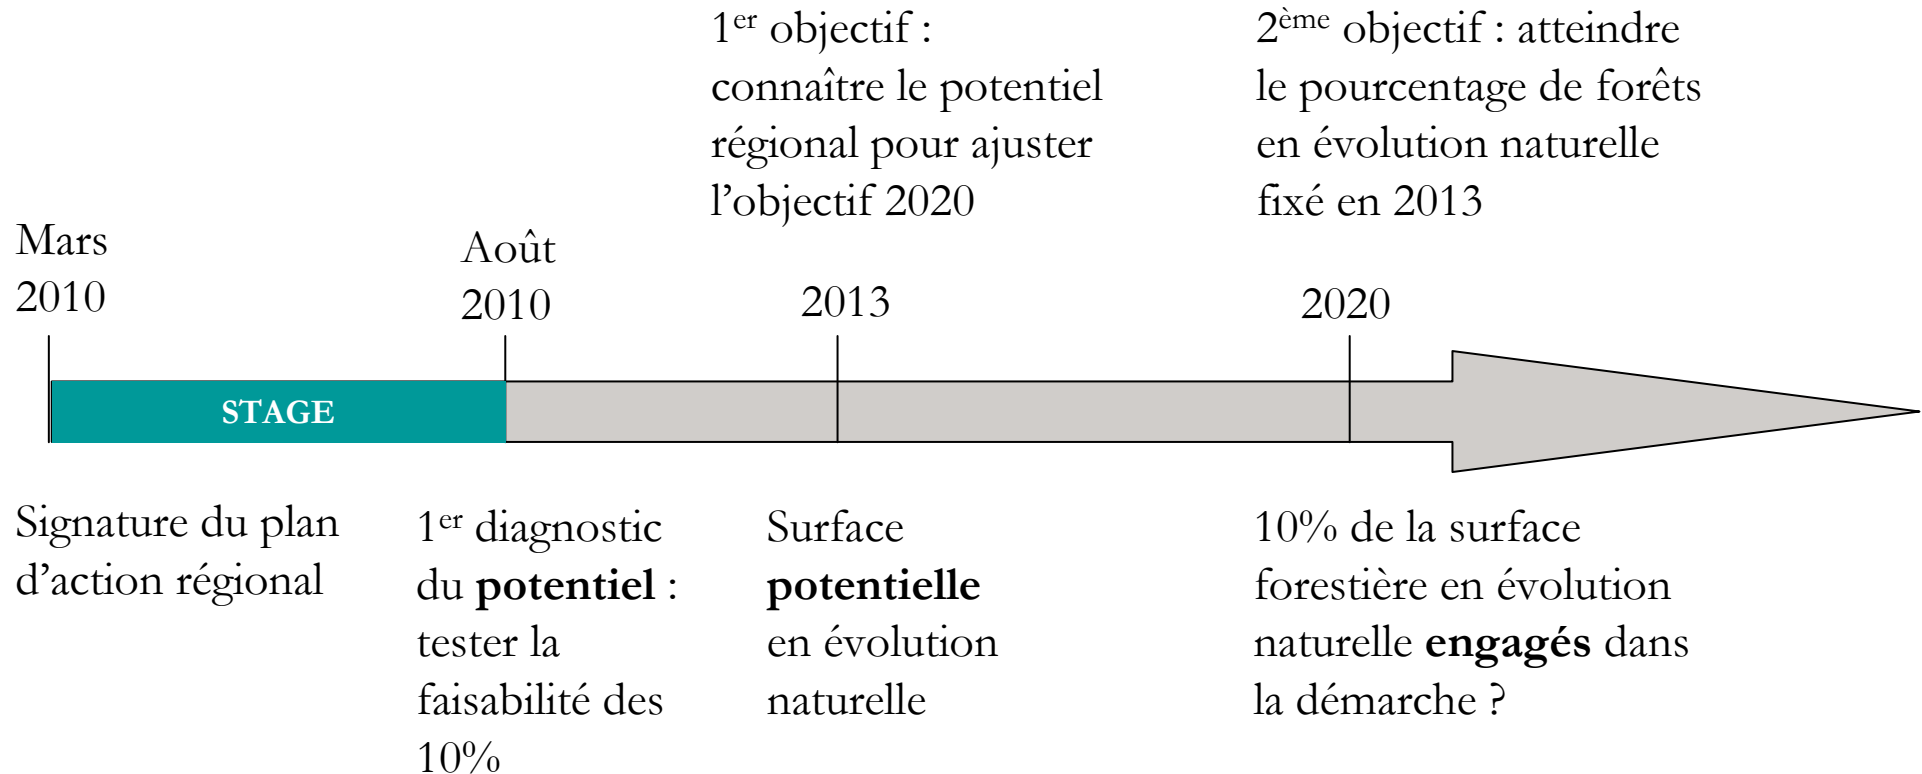 1er objectif :
connaître le potentiel
régional pour ajuster
l’objectif 2020
2ème objectif : atteindre
le pourcentage de forêts
en évolution naturelle
fixé en 2013
Mars
2010
Août
2010
2013
2020
STAGE
Signature du plan
d’action régional
1er diagnostic
du potentiel :
tester la
faisabilité des
10%
Surface
potentielle
en évolution
naturelle
10% de la surface
forestière en évolution
naturelle engagés dans
la démarche ?